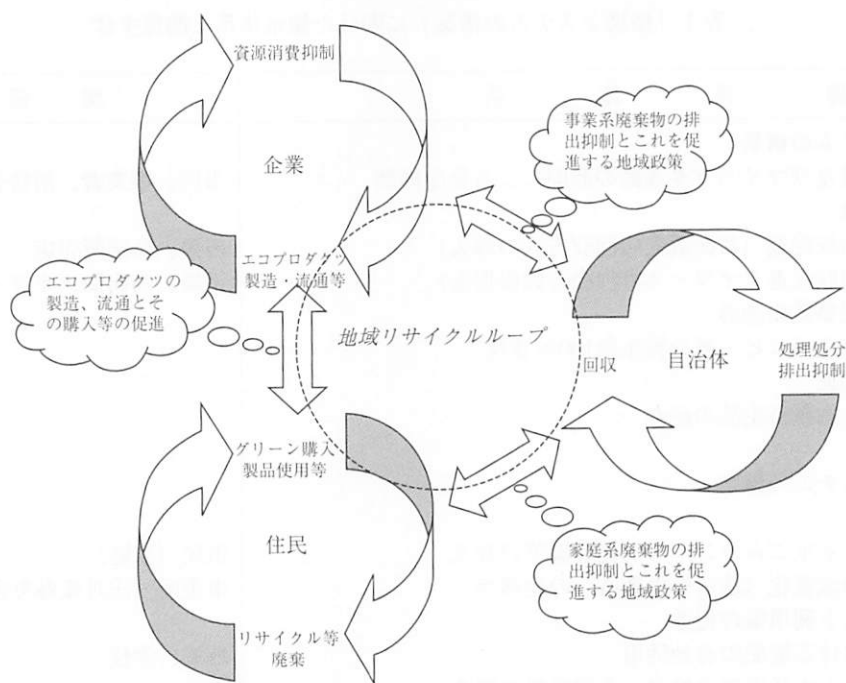 資源消費抑制
企業
エコプロダクツ
製造・流通等
事業系廃棄物の排
出抑制とこれを促
進する地域政策
エコプロダクツの
製造、流通とそ
の購入等の促進
地域リサイクルループ
回収
自治体
処理処分
排出抑制
グリーン購入
製品使用等
住民
リサイクル等
廃棄
家庭系廃棄物の排
出抑制とこれを促
進する地域政策